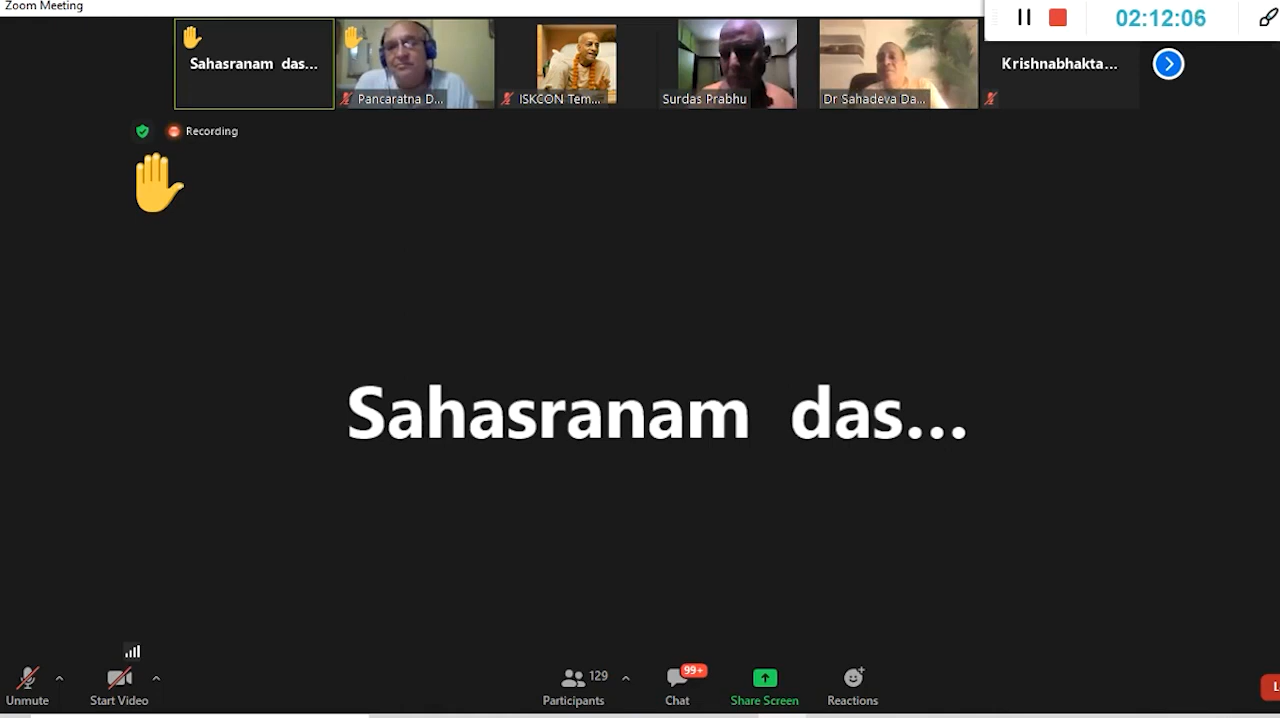 Zoom Meeting
02:12:06
Sahasranam das...
Pancaratna D...
ISKCON Tem...
Surdas Prabhu
Dr Sahadeva Da...
Krishnabhakta...
Recording
Sahasranam das...
Unmute
Start Video
129
Participants
99+
Chat
Share Screen
Reactions
L